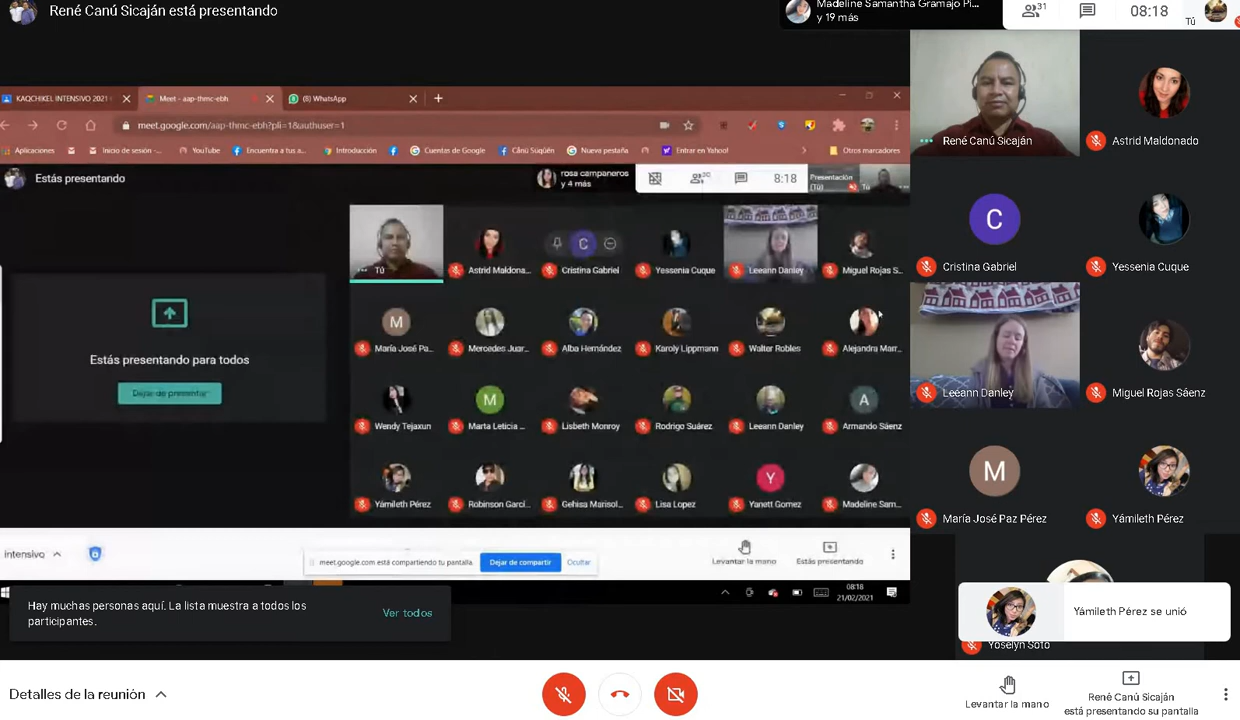 René Canú Sicaján está presentando
Madeline Samantha Gramajo Pi...
y 19 más
31
08:18
Tú
KAQCHIKEL INTENSIVO 2021
Meet - aap-thmc-ebh
(6) WhatsApp
meet.google.com/aap-thmc-ebh?pli=1&authuser=1
Aplicaciones
Inicio de sesión -...
YouTube
Encuentra a tus a...
Introducción
Cuentas de Google
Canú Suqüén
Nueva pestaña
Entrar en Yahoo!
Otros marcadores
Estás presentando
rosa campaneros
y 4 más
30
8:18
Presentación
(Tú)
Tú
Tú
Astrid Maldona...
Cristina Gabriel
Yessenia Cuque
Leeann Danley
Miguel Rojas S...
M
María José Pa...
Mercedes Juar...
Alba Hernández
Karoly Lippmann
Walter Robles
Alejandra Marr...
Wendy Tejaxun
M
Marta Leticia ...
Lisbeth Monroy
Rodrigo Suárez
Leeann Danley
A
Armando Sáenz
Yámileth Pérez
Robinson Garcí...
Gehisa Marisol...
Lisa Lopez
Y
Yanett Gomez
Madeline Sam...
Estás presentando para todos
Dejar de presentar
intensivo
meet.google.com está compartiendo tu pantalla.
Dejar de compartir
Ocultar
Levantar la mano
Estás presentando
08:18
21/02/2021
René Canú Sicaján
Astrid Maldonado
C
Cristina Gabriel
Yessenia Cuque
Leeann Danley
Miguel Rojas Sáenz
M
María José Paz Pérez
Yámileth Pérez
Yoselyn Soto
Yámileth Pérez se unió
Hay muchas personas aquí. La lista muestra a todos los
participantes.
Ver todos
Detalles de la reunión
Levantar la mano
René Canú Sicaján
está presentando su pantalla